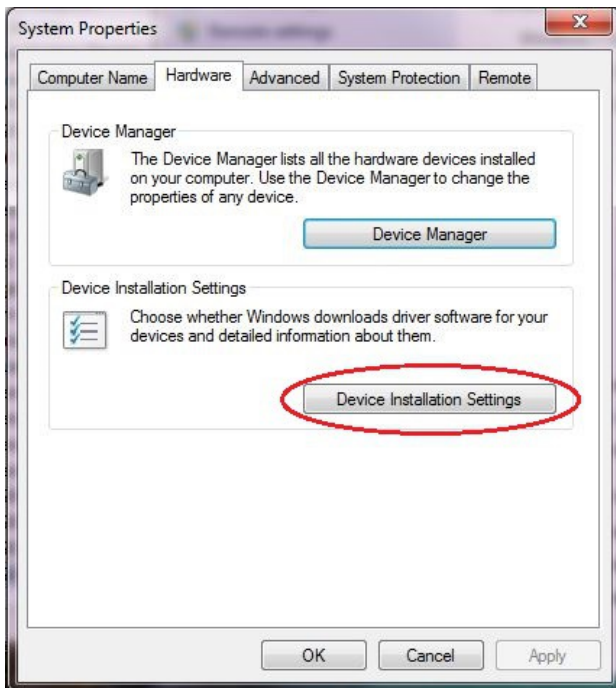 System Properties
Computer Name Hardware Advanced System Protection Remote
Device Manager
The Device Manager lists all the hardware devices installed
on your computer. Use the Device Manager to change the
properties of any device.
Device Manager
Device Installation Settings
Choose whether Windows downloads driver software for your
devices and detailed information about them.
Device Installation Settings
OK Cancel Apply